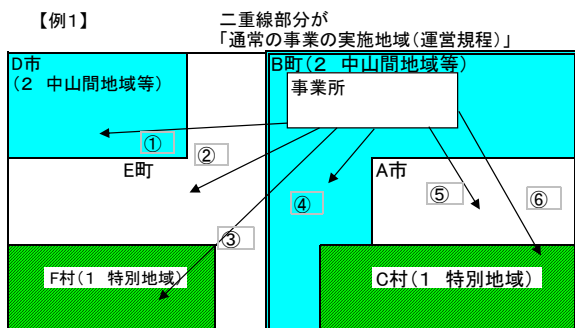 【例1】
二重線部分が
「通常の事業の実施地域(運営規程)」
D市
(2 中山間地域等)
B町(2 中山間地域等)
事業所
①
②
E町
A市
③
④
⑤
⑥
F村(1 特別地域)
C村(1 特別地域)